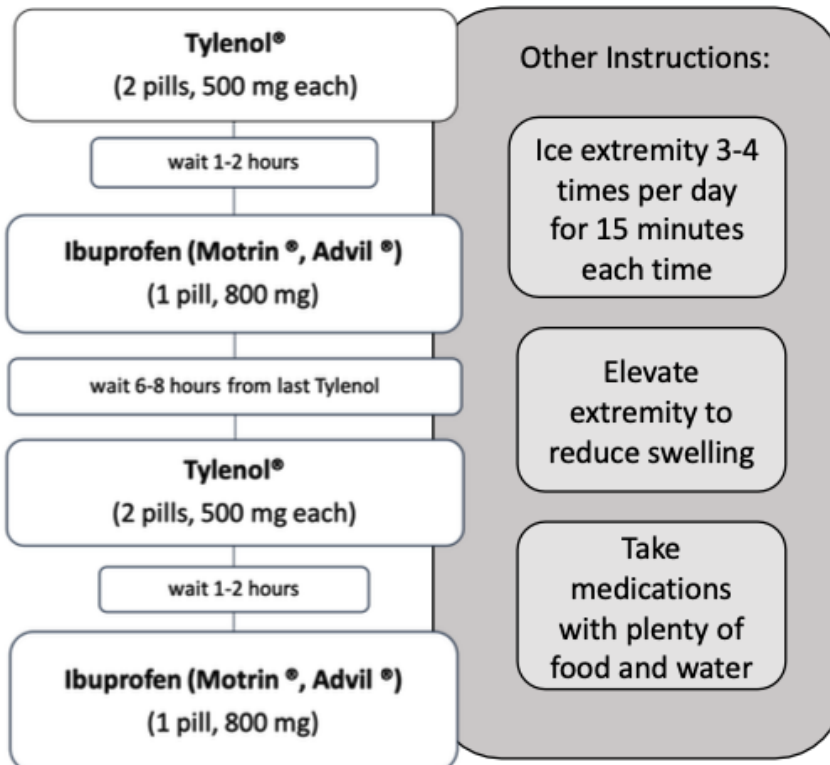 Tylenol®
(2 pills, 500 mg each)
wait 1-2 hours
Ibuprofen (Motrin ®, Advil ®)
(1 pill, 800 mg)
wait 6-8 hours from last Tylenol
Tylenol®
(2 pills, 500 mg each)
wait 1-2 hours
Ibuprofen (Motrin ®, Advil ®)
(1 pill, 800 mg)
Other Instructions:
Ice extremity 3-4
times per day
for 15 minutes
each time
Elevate
extremity to
reduce swelling
Take
medications
with plenty of
food and water